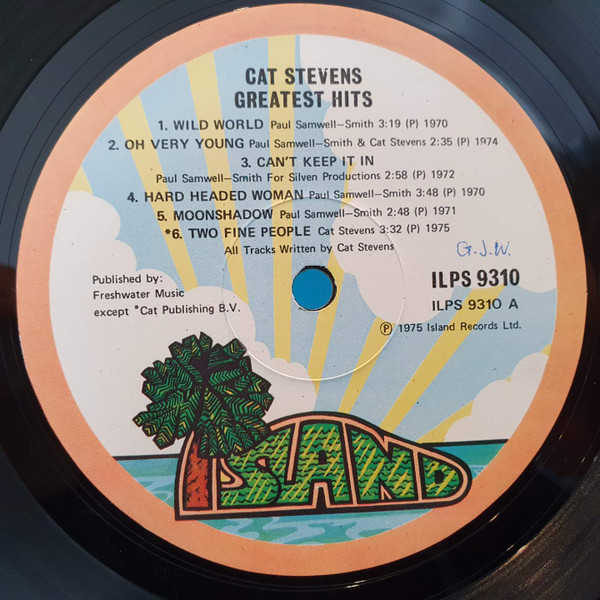 CAT STEVENS
GREATEST HITS
1. WILD WORLD Paul Samwell–Smith 3:19 (P) 1970
2. OH VERY YOUNG Paul Samwell–Smith & Cat Stevens 2:35 (P) 1974
3. CAN'T KEEP IT IN
Paul Samwell–Smith For Silven Productions 2:58 (P) 1972
4. HARD HEADED WOMAN Paul Samwell–Smith 3:48 (P) 1970
5. MOONSHADOW Paul Samwell–Smith 2:48 (P) 1971
*6. TWO FINE PEOPLE Cat Stevens 3:32 (P) 1975
All Tracks Written by Cat Stevens
G.J.W.
Published by:
Freshwater Music
except *Cat Publishing B.V.
ILPS 9310
ILPS 9310 A
Ⓟ 1975 Island Records Ltd.
ISLAND